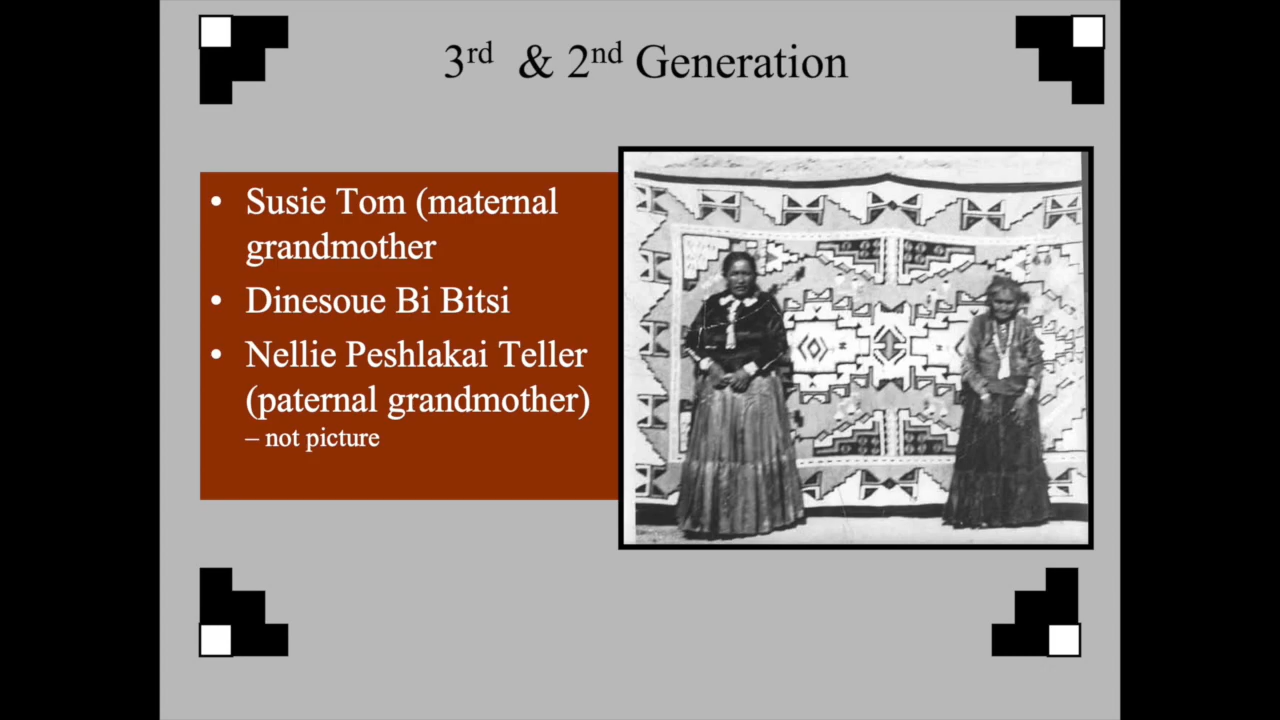 3rd & 2nd Generation
• Susie Tom (maternal
grandmother
• Dinesoue Bi Bitsi
• Nellie Peshlakai Teller
(paternal grandmother)
– not picture